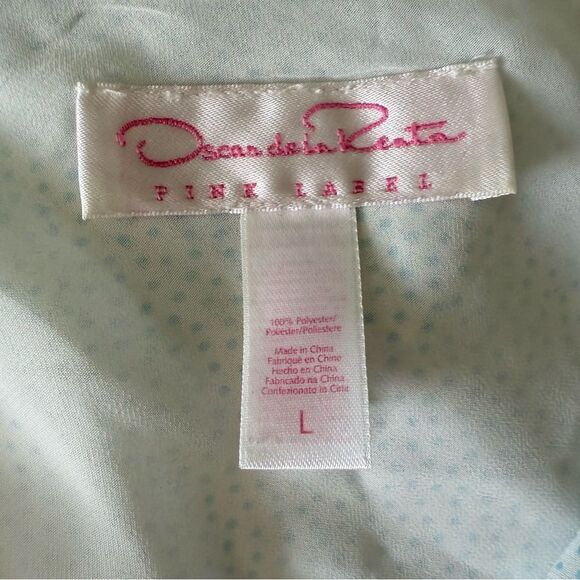 Oscar de la Renta
PINK LABEL
100% Polyester/
Poliester/Poliestere
Made in China
Fabriqué en Chine
Hecho en China
Fabricado na China
Confezionato in Cina
L